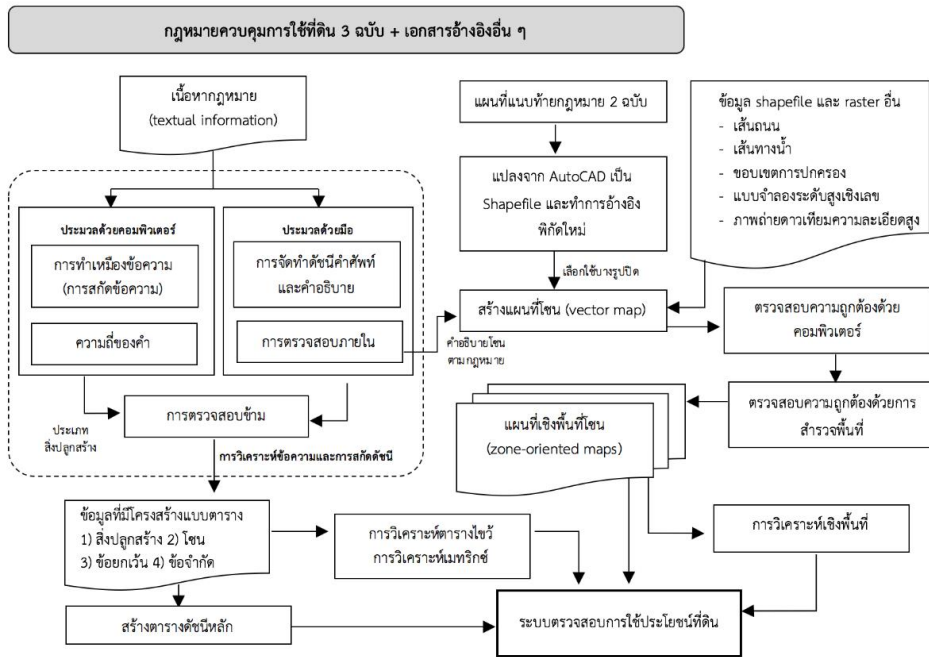 กฎหมายควบคุมการใช้ที่ดิน 3 ฉบับ + เอกสารอ้างอิงอื่น ๆ
เนื้อหากฎหมาย
(textual information)
แผนที่แนบท้ายกฎหมาย 2 ฉบับ
ข้อมูล shapefile และ raster อื่น
- เส้นถนน
- เส้นทางน้ำ
- ขอบเขตการปกครอง
- แบบจำลองระดับสูงเชิงเลข
- ภาพถ่ายดาวเทียมความละเอียดสูง
แปลงจาก AutoCAD เป็น
Shapefile และทำการอ้างอิง
พิกัดใหม่
เลือกใช้บางรูปปิด
ประมวลด้วยคอมพิวเตอร์
การทำเหมืองข้อความ
(การสกัดข้อความ)
ความถี่ของคำ
ประมวลด้วยมือ
การจัดทำดัชนีคำศัพท์
และคำอธิบาย
การตรวจสอบภายใน
คำอธิบายโซน
ตามกฎหมาย
สร้างแผนที่โซน (vector map)
ตรวจสอบความถูกต้องด้วย
คอมพิวเตอร์
ตรวจสอบความถูกต้องด้วยการ
สำรวจพื้นที่
ประเภท
สิ่งปลูกสร้าง
การตรวจสอบข้าม
การวิเคราะห์ข้อความและการสกัดดัชนี
แผนที่เชิงพื้นที่โซน
(zone-oriented maps)
ข้อมูลที่มีโครงสร้างแบบตาราง
1) สิ่งปลูกสร้าง 2) โซน
3) ข้อยกเว้น 4) ข้อจำกัด
การวิเคราะห์ตารางไขว้
การวิเคราะห์เมทริกซ์
การวิเคราะห์เชิงพื้นที่
สร้างตารางดัชนีหลัก
ระบบตรวจสอบการใช้ประโยชน์ที่ดิน